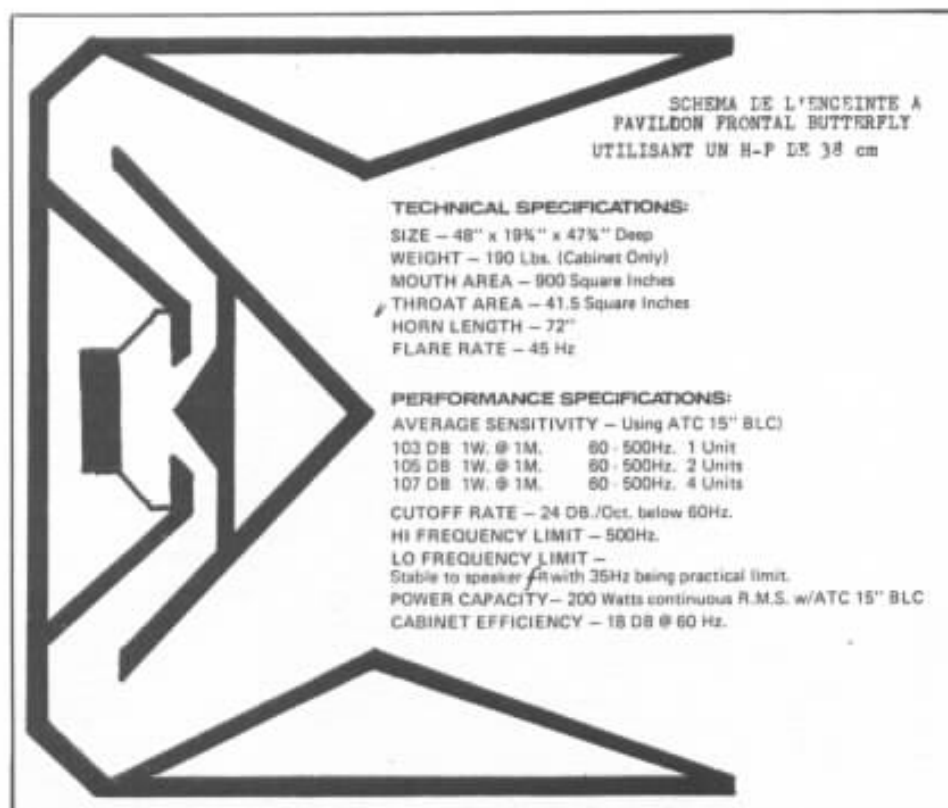 SCHEMA DE L'ENCEINTE A
PAVILDON FRONTAL BUTTERFLY
UTILISANT UN H-P DE 38 cm
TECHNICAL SPECIFICATIONS:
SIZE – 48" x 19¾" x 47¾" Deep
WEIGHT – 190 Lbs. (Cabinet Only)
MOUTH AREA – 900 Square Inches
THROAT AREA – 41.5 Square Inches
HORN LENGTH – 72"
FLARE RATE – 45 Hz
PERFORMANCE SPECIFICATIONS:
AVERAGE SENSITIVITY – Using ATC 15" BLC)
103 DB 1W. @ 1M. 60 - 500Hz. 1 Unit
105 DB 1W. @ 1M. 60 - 500Hz. 2 Units
107 DB 1W. @ 1M. 60 - 500Hz. 4 Units
CUTOFF RATE – 24 DB./Oct. below 60Hz.
HI FREQUENCY LIMIT – 500Hz.
LO FREQUENCY LIMIT –
Stable to speaker fR with 35Hz being practical limit.
POWER CAPACITY – 200 Watts continuous R.M.S. w/ATC 15" BLC
CABINET EFFICIENCY – 18 DB @ 60 Hz.